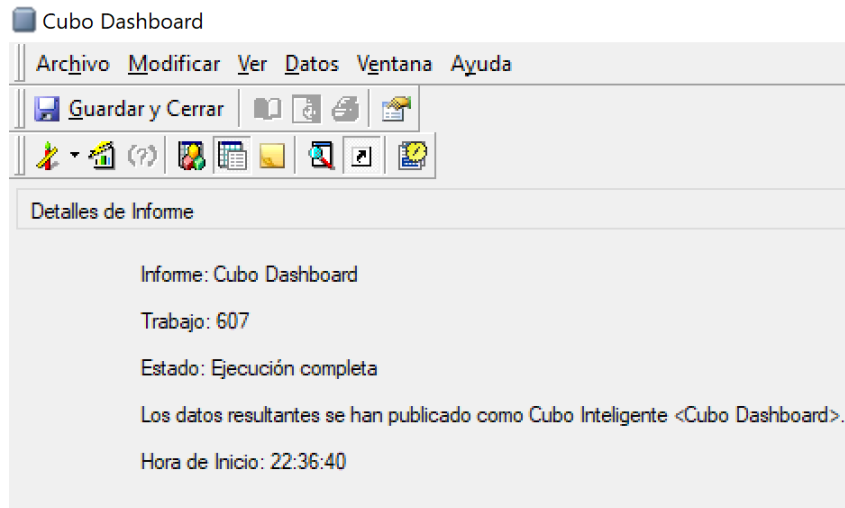 Cubo Dashboard
Archivo Modificar Ver Datos Ventana Ayuda
Guardar y Cerrar
Detalles de Informe
Informe: Cubo Dashboard
Trabajo: 607
Estado: Ejecución completa
Los datos resultantes se han publicado como Cubo Inteligente <Cubo Dashboard>.
Hora de Inicio: 22:36:40